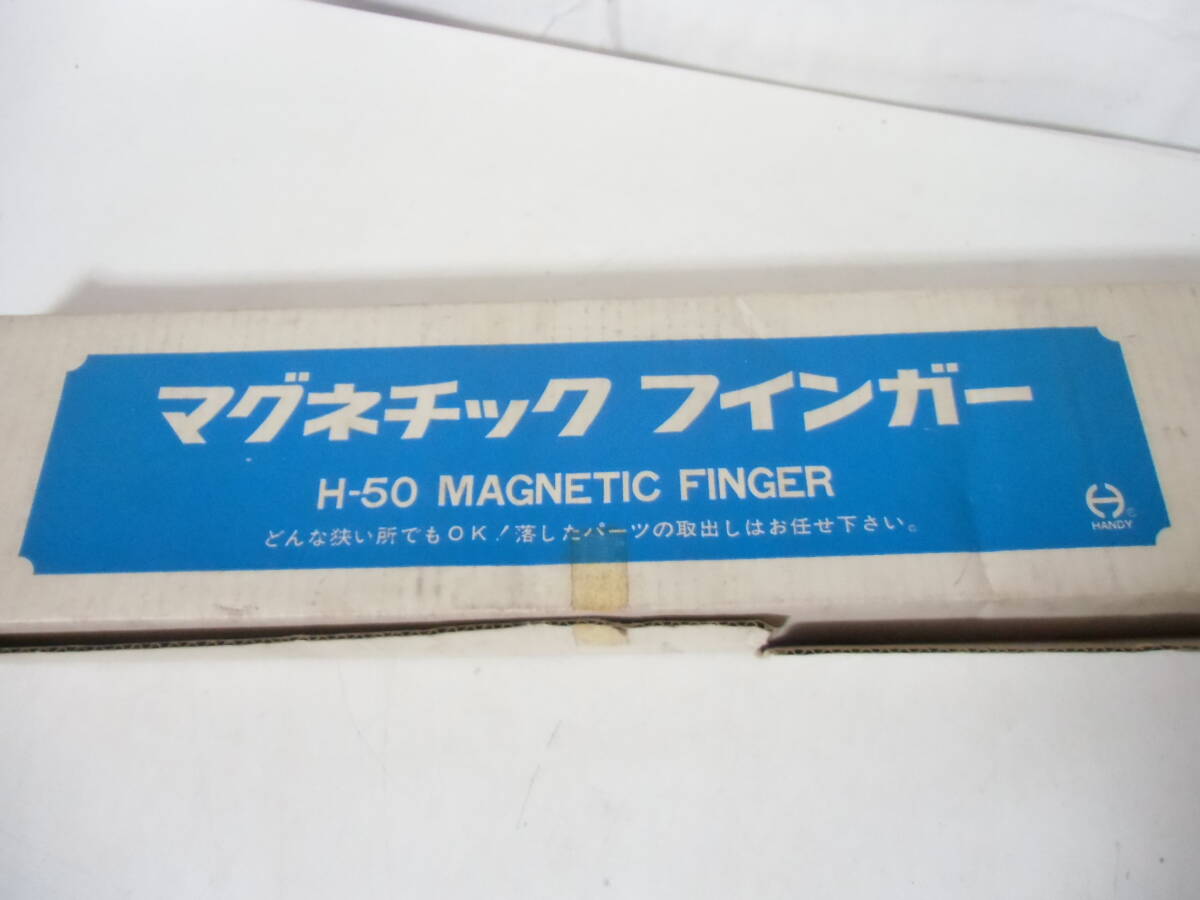 マグネチック フインガー
H-50 MAGNETIC FINGER
どんな狭い所でもOK！落したパーツの取出しはお任せ下さい。
®
HANDY